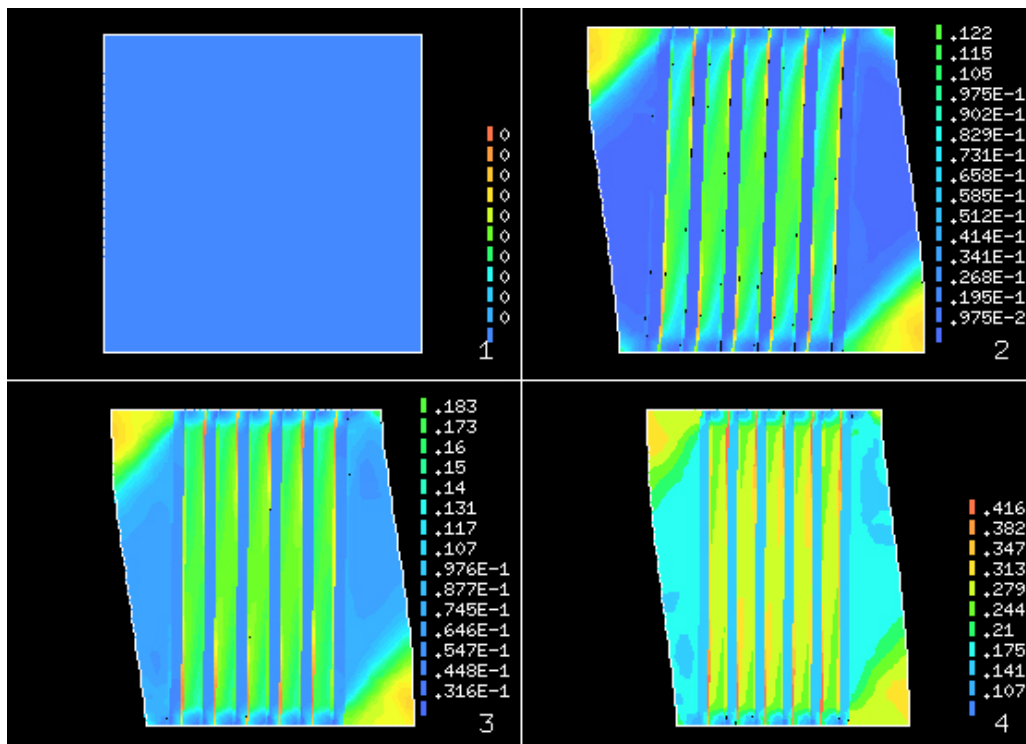 0
0
0
0
0
0
0
0
0
0
1
.122
.115
.105
.975E-1
.902E-1
.829E-1
.731E-1
.658E-1
.585E-1
.512E-1
.414E-1
.341E-1
.268E-1
.195E-1
.975E-2
2
.183
.173
.16
.15
.14
.131
.117
.107
.976E-1
.877E-1
.745E-1
.646E-1
.547E-1
.448E-1
.316E-1
3
.416
.382
.347
.313
.279
.244
.21
.175
.141
.107
4